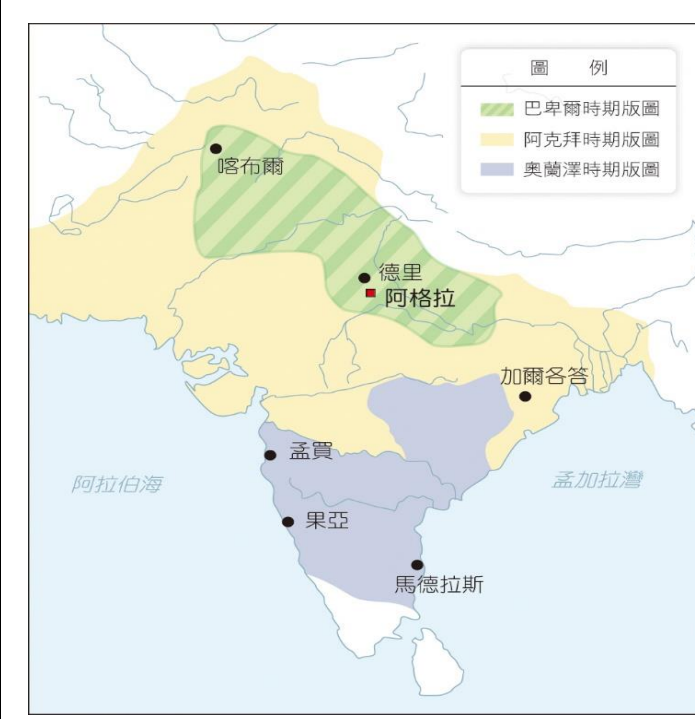 圖 例
巴卑爾時期版圖
阿克拜時期版圖
奧蘭澤時期版圖
喀布爾
德里
阿格拉
加爾各答
孟買
阿拉伯海
孟加拉灣
果亞
馬德拉斯